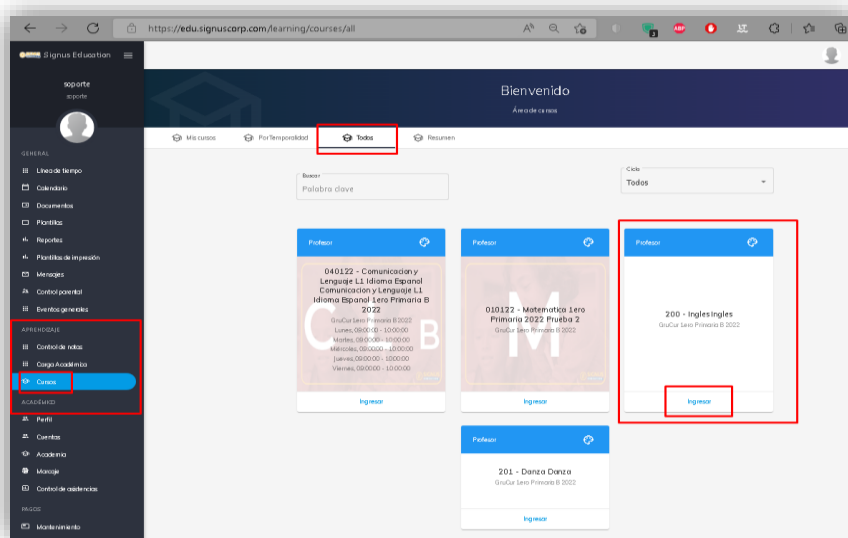 https://edu.signuscorp.com/learning/courses/all
Signus Education
soporte
soporte
GENERAL
Línea de tiempo
Calendario
Documentos
Plantillas
Reportes
Plantillas de impresión
Mensajes
Control parental
Eventos generales
APRENDIZAJE
Control de notas
Carga Académica
Cursos
ACADÉMICO
Perfil
Cuentas
Academia
Marcaje
Control de asistencias
PAGOS
Mantenimiento
Bienvenido
Área de cursos
Mis cursos
Por Temporalidad
Todos
Resumen
Buscar
Palabra clave
Ciclo
Todos
Profesor
040122 - Comunicacion y
Lenguaje L1 Idioma Espanol
Comunicacion y Lenguaje L1
Idioma Espanol 1ero Primaria B
2022
GruCur 1ero Primaria B 2022
Lunes, 09:00:00 - 10:00:00
Martes, 09:00:00 - 10:00:00
Miércoles, 09:00:00 - 10:00:00
Jueves, 09:00:00 - 10:00:00
Viernes, 09:00:00 - 10:00:00
Ingresar
Profesor
010122 - Matematica 1ero
Primaria 2022 Prueba 2
GruCur 1ero Primaria B 2022
M
Ingresar
Profesor
200 - Ingles Ingles
GruCur 1ero Primaria B 2022
Ingresar
Profesor
201 - Danza Danza
GruCur 1ero Primaria B 2022
Ingresar